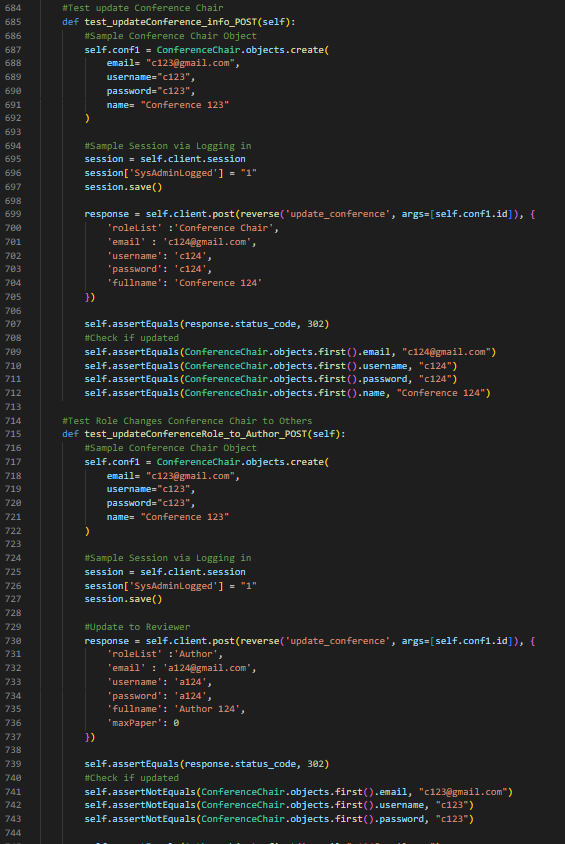 684 #Test update Conference Chair
685 def test_updateConference_info_POST(self):
686 #Sample Conference Chair Object
687 self.conf1 = ConferenceChair.objects.create(
688 email= "c123@gmail.com",
689 username="c123",
690 password="c123",
691 name= "Conference 123"
692 )
693
694 #Sample Session via Logging in
695 session = self.client.session
696 session['SysAdminLogged'] = "1"
697 session.save()
698
699 response = self.client.post(reverse('update_conference', args=[self.conf1.id]), {
700 'roleList' :'Conference Chair',
701 'email' : 'c124@gmail.com',
702 'username': 'c124',
703 'password': 'c124',
704 'fullname': 'Conference 124'
705 })
706
707 self.assertEquals(response.status_code, 302)
708 #Check if updated
709 self.assertEquals(ConferenceChair.objects.first().email, "c124@gmail.com")
710 self.assertEquals(ConferenceChair.objects.first().username, "c124")
711 self.assertEquals(ConferenceChair.objects.first().password, "c124")
712 self.assertEquals(ConferenceChair.objects.first().name, "Conference 124")
713
714 #Test Role Changes Conference Chair to Others
715 def test_updateConferenceRole_to_Author_POST(self):
716 #Sample Conference Chair Object
717 self.conf1 = ConferenceChair.objects.create(
718 email= "c123@gmail.com",
719 username="c123",
720 password="c123",
721 name= "Conference 123"
722 )
723
724 #Sample Session via Logging in
725 session = self.client.session
726 session['SysAdminLogged'] = "1"
727 session.save()
728
729 #Update to Reviewer
730 response = self.client.post(reverse('update_conference', args=[self.conf1.id]), {
731 'roleList' :'Author',
732 'email' : 'a124@gmail.com',
733 'username': 'a124',
734 'password': 'a124',
735 'fullname': 'Author 124',
736 'maxPaper': 0
737 })
738
739 self.assertEquals(response.status_code, 302)
740 #Check if updated
741 self.assertNotEquals(ConferenceChair.objects.first().email, "c123@gmail.com")
742 self.assertNotEquals(ConferenceChair.objects.first().username, "c123")
743 self.assertNotEquals(ConferenceChair.objects.first().password, "c123")
744